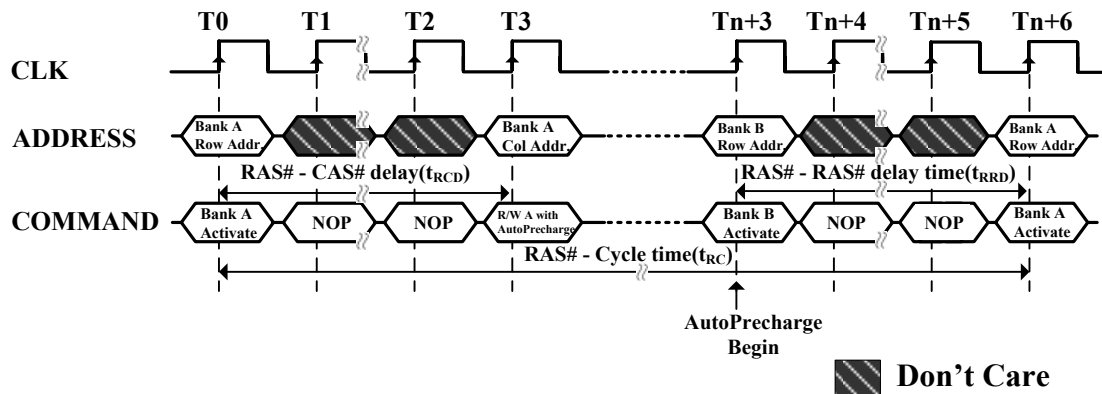 T0 T1 T2 T3 Tn+3 Tn+4 Tn+5 Tn+6
CLK
ADDRESS
Bank A
Row Addr.
Bank A
Col Addr.
Bank B
Row Addr.
Bank A
Row Addr.
RAS# - CAS# delay(tRCD)
RAS# - RAS# delay time(tRRD)
COMMAND
Bank A
Activate
NOP
NOP
R/W A with
AutoPrecharge
Bank B
Activate
NOP
NOP
Bank A
Activate
RAS# - Cycle time(tRC)
AutoPrecharge
Begin
Don't Care